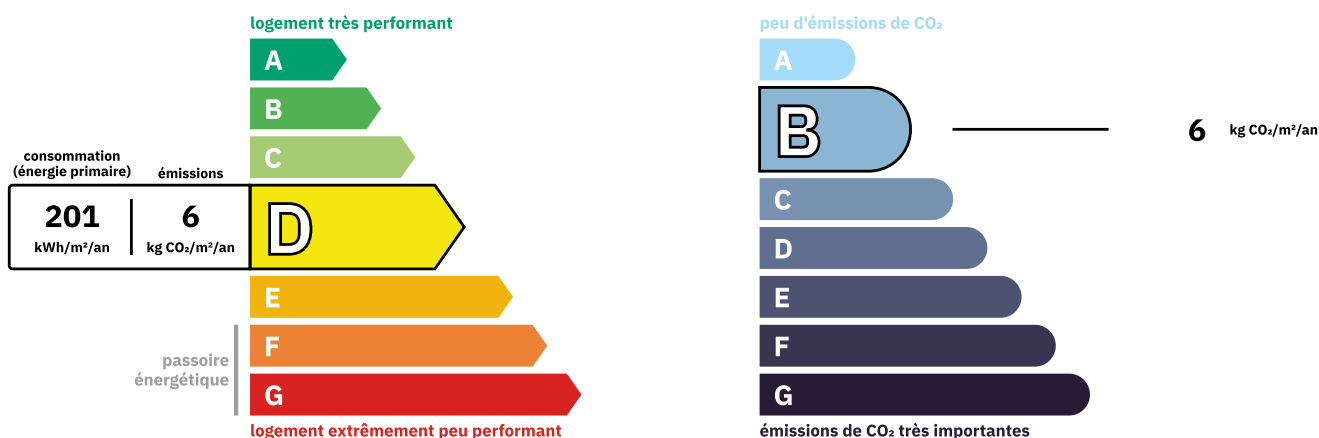 logement très performant
A
B
C
consommation
(énergie primaire)
émissions
201
6
kWh/m²/an
kg CO₂/m²/an
D
E
F
G
passoire
énergétique
logement extrêmement peu performant
peu d'émissions de CO₂
A
B
6 kg CO₂/m²/an
C
D
E
F
G
émissions de CO₂ très importantes